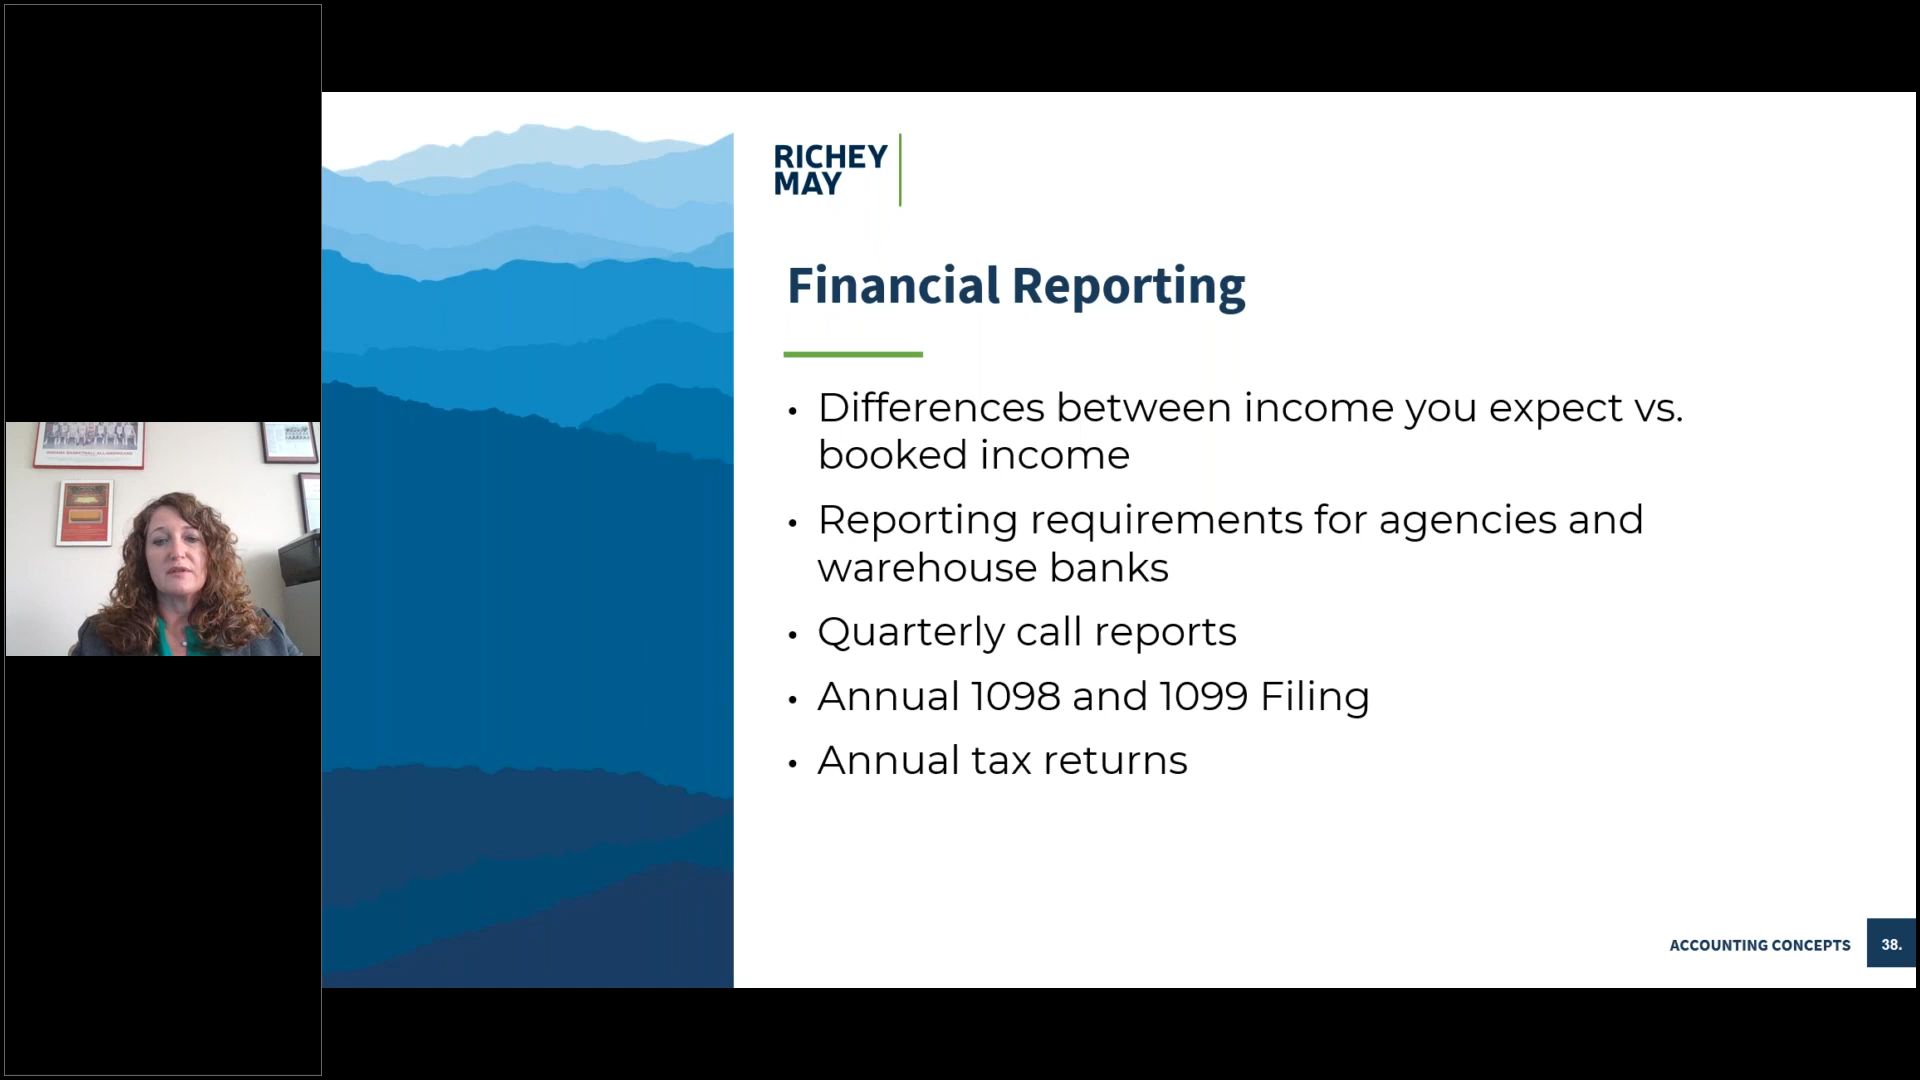 RICHEY
MAY
Financial Reporting
• Differences between income you expect vs.
booked income
• Reporting requirements for agencies and
warehouse banks
• Quarterly call reports
• Annual 1098 and 1099 Filing
• Annual tax returns
ACCOUNTING CONCEPTS
38.